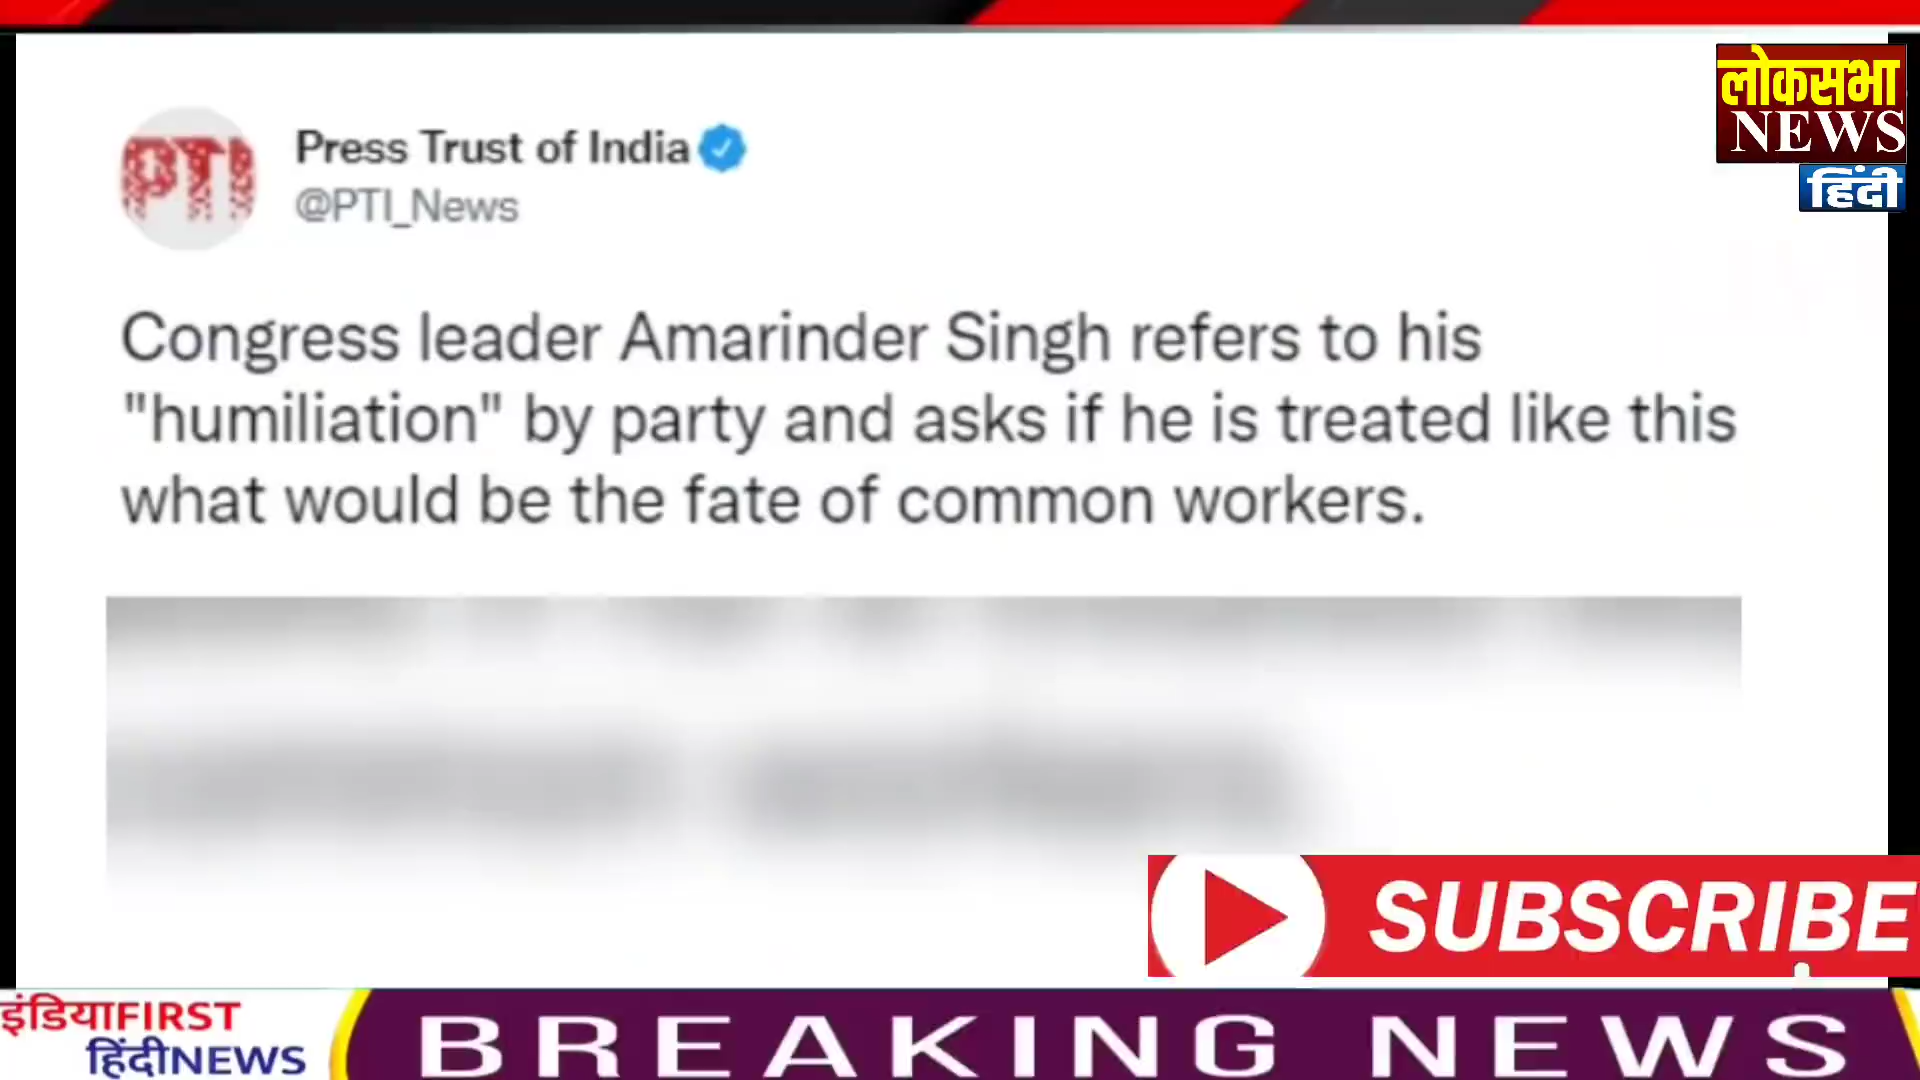 लोकसभा
NEWS
हिंदी
PTI
Press Trust of India
@PTI_News
Congress leader Amarinder Singh refers to his
"humiliation" by party and asks if he is treated like this
what would be the fate of common workers.
SUBSCRIBE
इंडियाFIRST
हिंदीNEWS
BREAKING NEWS